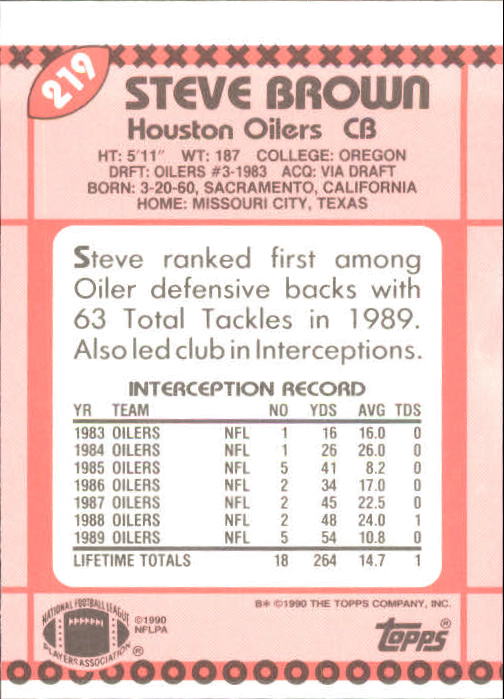 219
STEVE BROWN
Houston Oilers CB
HT: 5'11" WT: 187 COLLEGE: OREGON
DRFT: OILERS #3-1983 ACQ: VIA DRAFT
BORN: 3-20-60, SACRAMENTO, CALIFORNIA
HOME: MISSOURI CITY, TEXAS
Steve ranked first among
Oiler defensive backs with
63 Total Tackles in 1989.
Also led club in Interceptions.
INTERCEPTION RECORD
YR TEAM NO YDS AVG TDS
1983 OILERS NFL 1 16 16.0 0
1984 OILERS NFL 1 26 26.0 0
1985 OILERS NFL 5 41 8.2 0
1986 OILERS NFL 2 34 17.0 0
1987 OILERS NFL 2 45 22.5 0
1988 OILERS NFL 2 48 24.0 1
1989 OILERS NFL 5 54 10.8 0
LIFETIME TOTALS 18 264 14.7 1
B* ©1990 THE TOPPS COMPANY, INC.
NATIONAL FOOTBALL LEAGUE
PLAYERS ASSOCIATION ®
©1990
NFLPA
Topps®